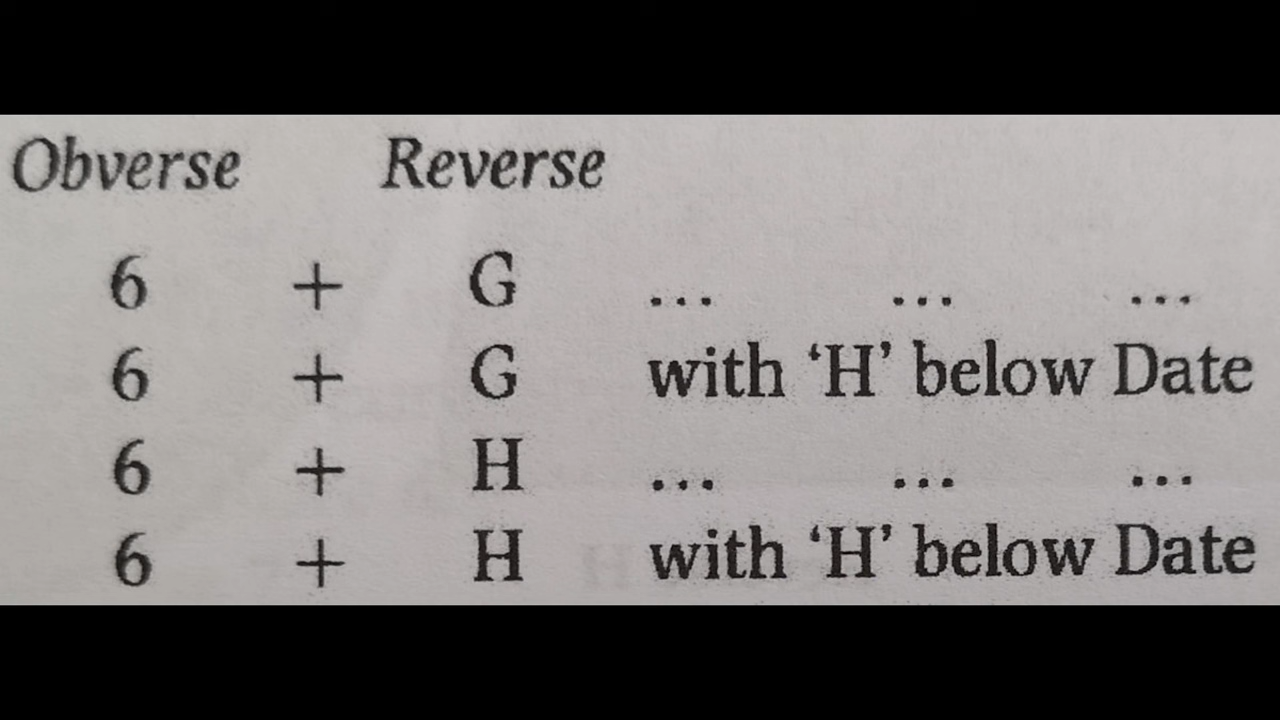 Obverse Reverse
6 + G ... ... ...
6 + G with ‘H’ below Date
6 + H ... ... ...
6 + H with ‘H’ below Date